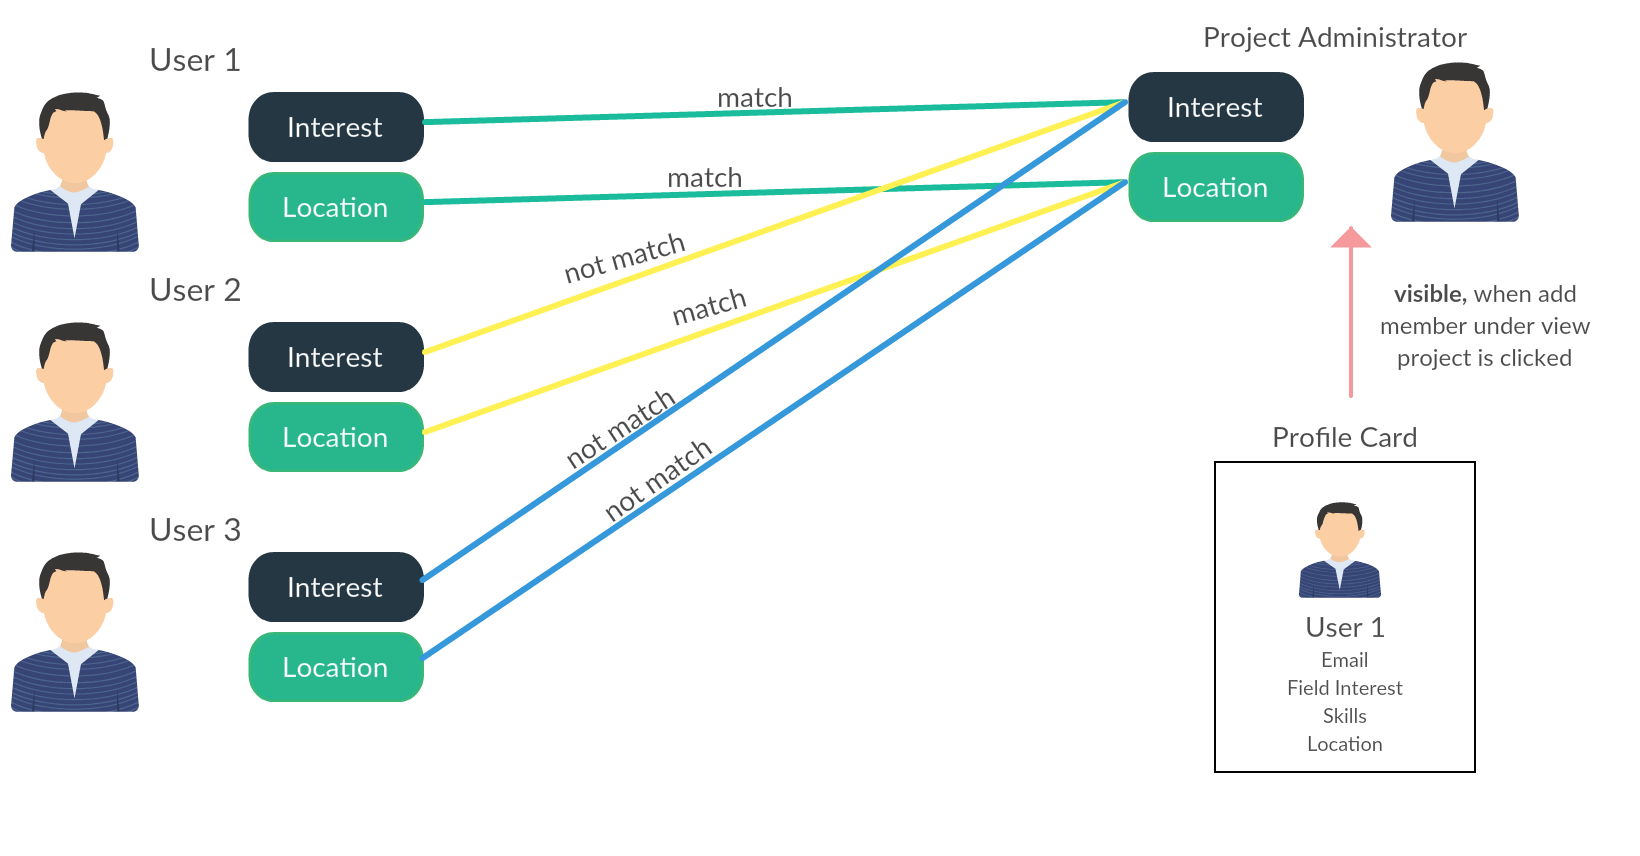 User 1
Interest
Location
User 2
Interest
Location
User 3
Interest
Location
match
match
not match
match
not match
not match
Project Administrator
Interest
Location
visible, when add
member under view
project is clicked
Profile Card
User 1
Email
Field Interest
Skills
Location